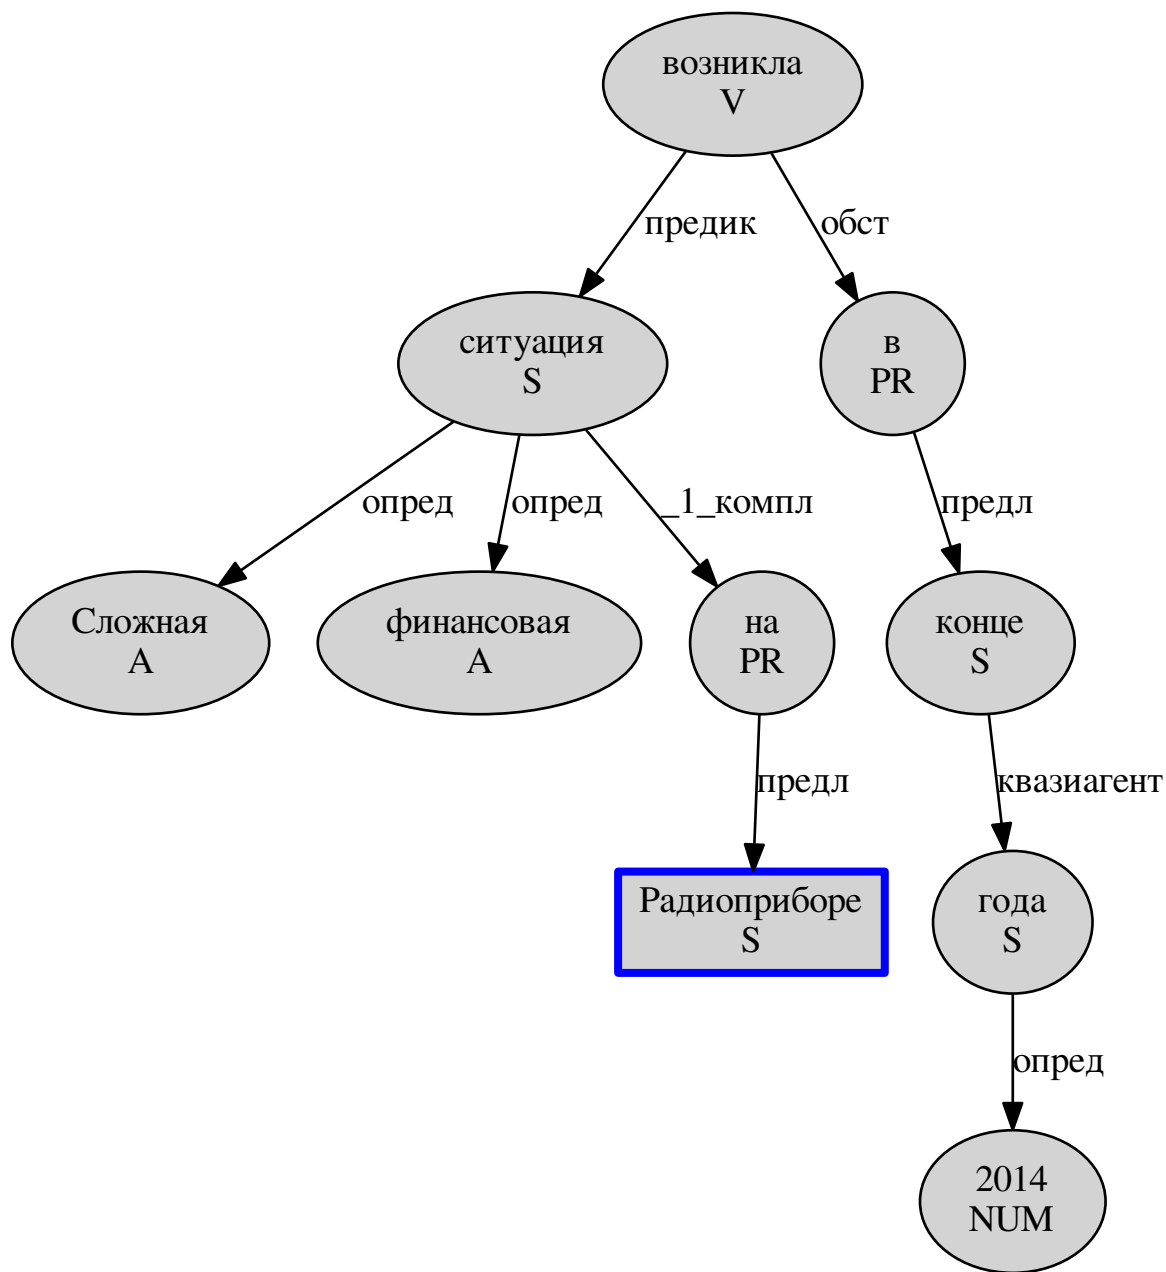 возникла
V
предик
обст
ситуация
S
в
PR
опред
опред
_1_компл
предл
Сложная
A
финансовая
A
на
PR
конце
S
предл
квазиагент
Радиоприборе
S
года
S
опред
2014
NUM